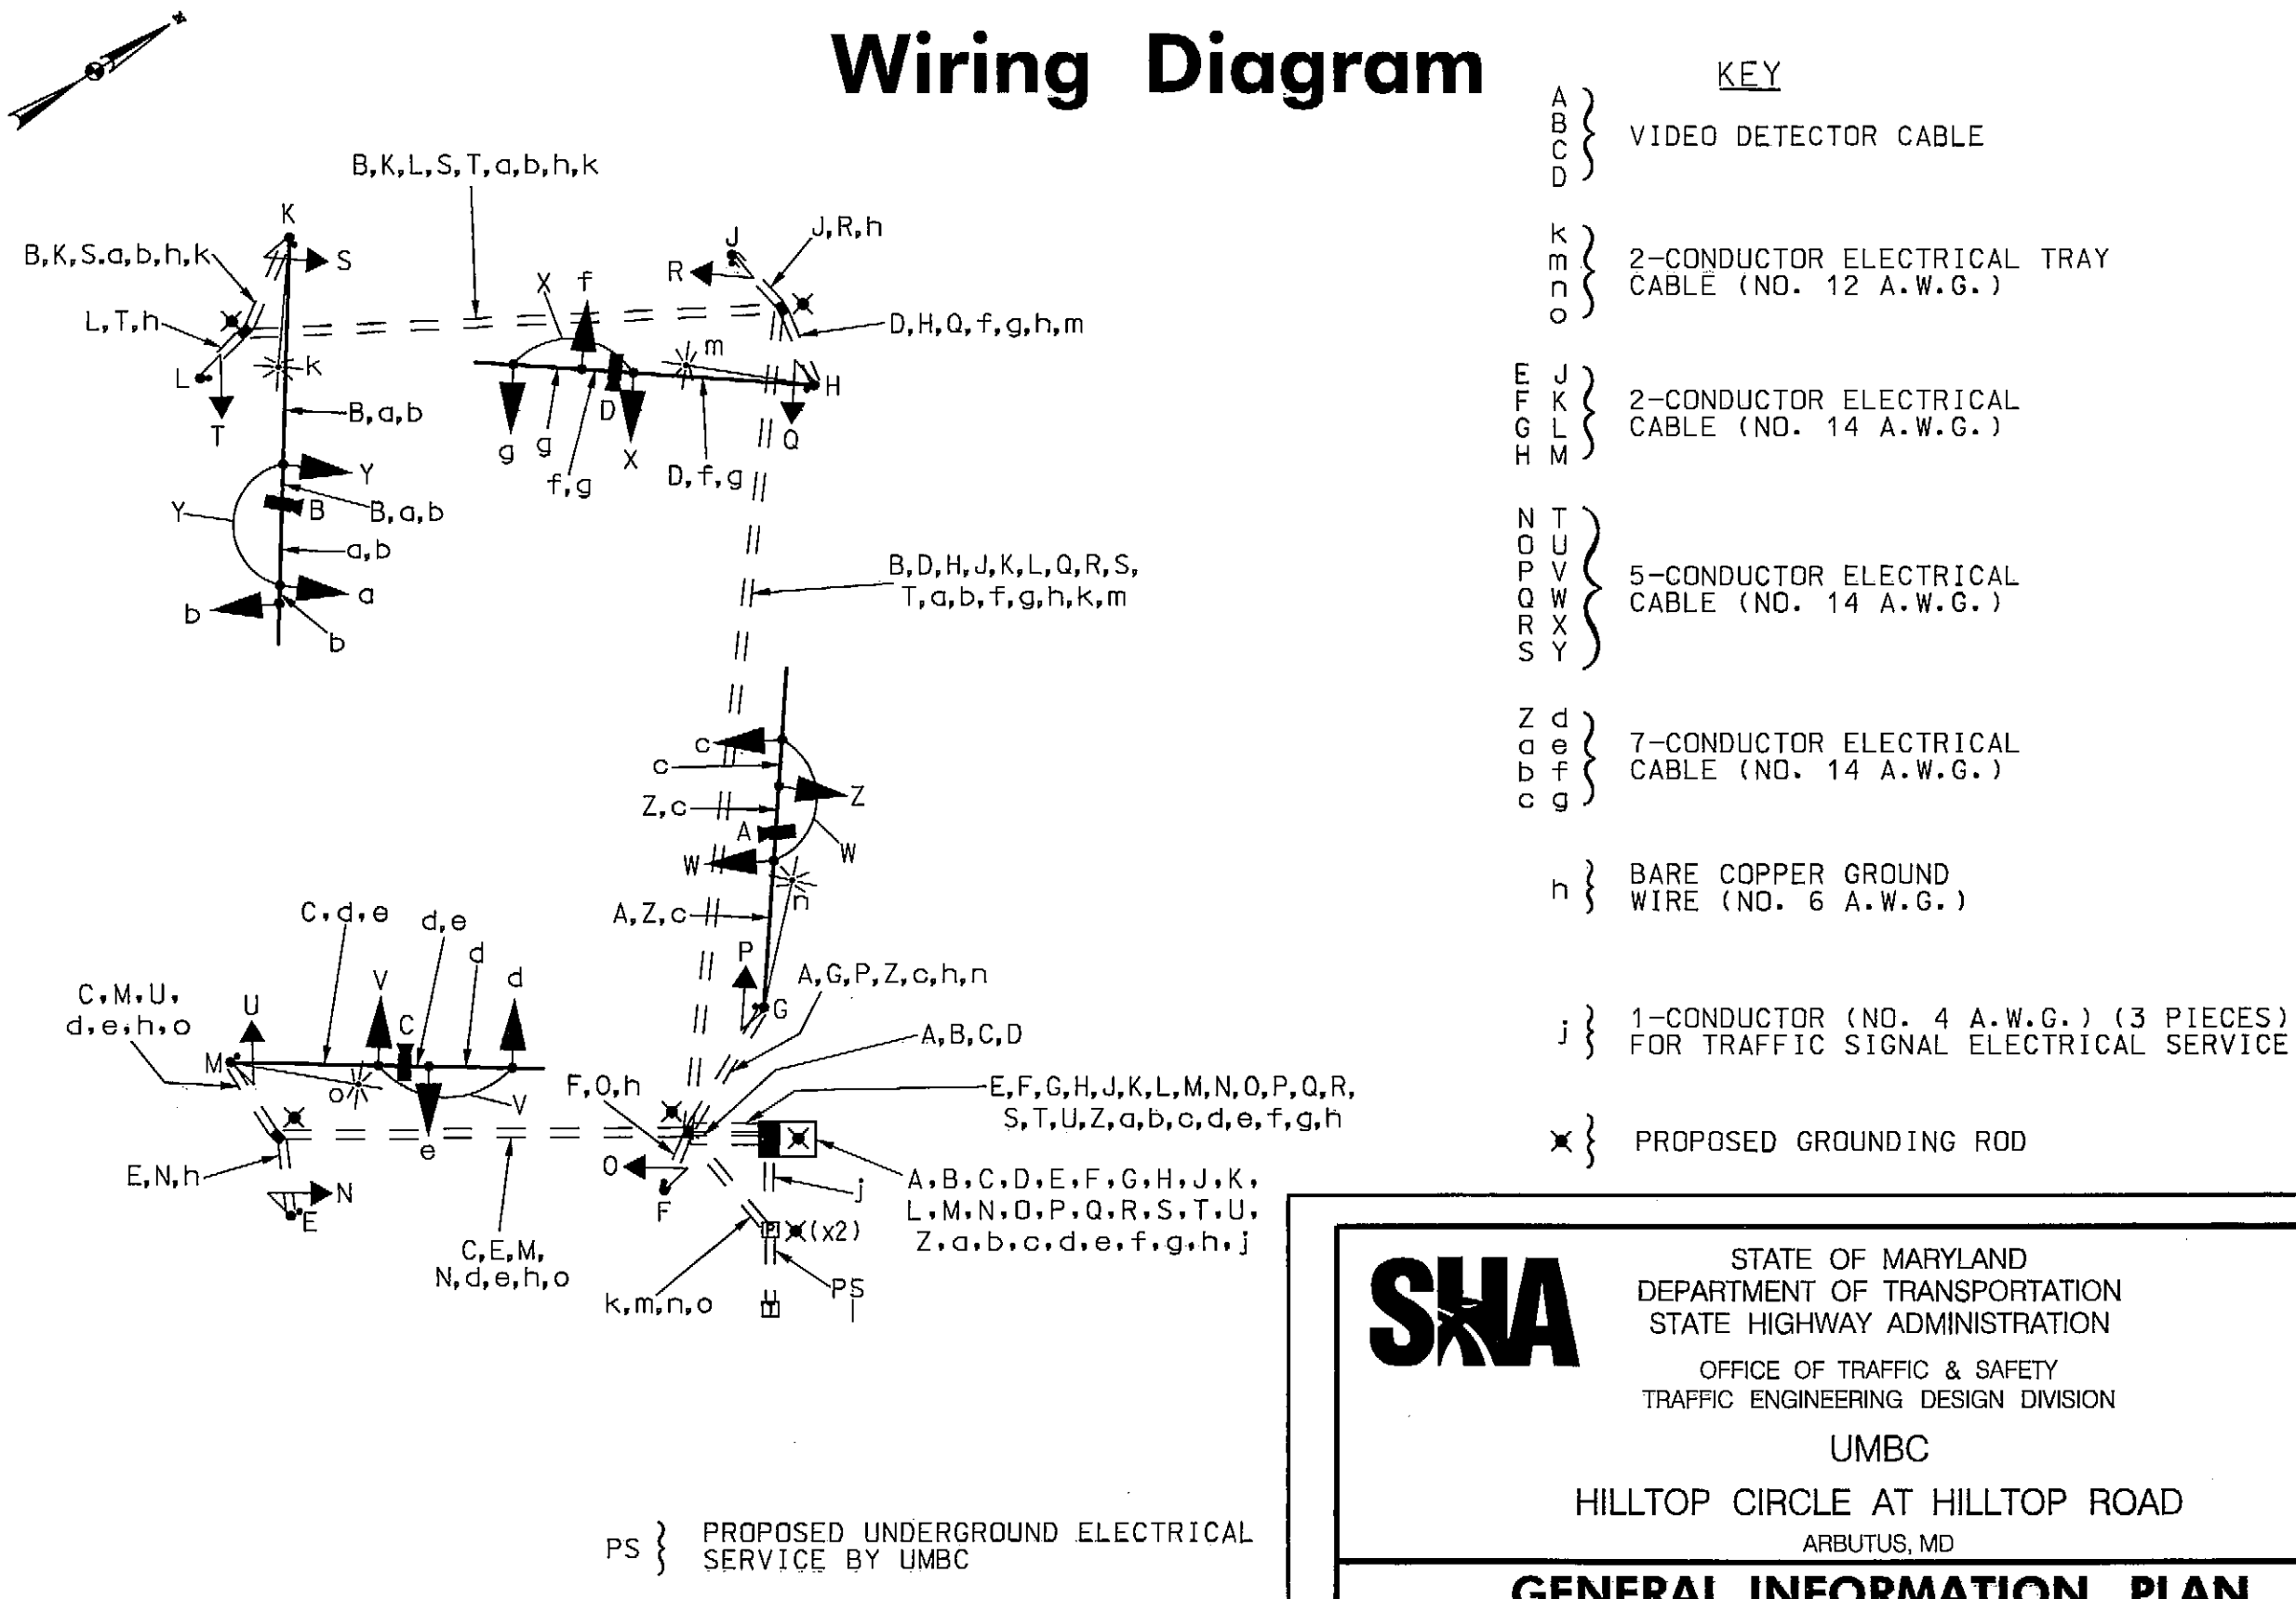 Wiring Diagram
KEY
A
B
C
D
VIDEO DETECTOR CABLE
k
m
n
o
2-CONDUCTOR ELECTRICAL TRAY
CABLE (NO. 12 A.W.G.)
E J
F K
G L
H M
2-CONDUCTOR ELECTRICAL
CABLE (NO. 14 A.W.G.)
N T
O U
P V
Q W
R X
S Y
5-CONDUCTOR ELECTRICAL
CABLE (NO. 14 A.W.G.)
Z d
a e
b f
c g
7-CONDUCTOR ELECTRICAL
CABLE (NO. 14 A.W.G.)
h
BARE COPPER GROUND
WIRE (NO. 6 A.W.G.)
j
1-CONDUCTOR (NO. 4 A.W.G.) (3 PIECES)
FOR TRAFFIC SIGNAL ELECTRICAL SERVICE
PROPOSED GROUNDING ROD
B,K,L,S,T,a,b,h,k
K
B,K,S.a,b,h,k
S
L,T,h
L
T
k
B,a,b
Y
B
B,a,b
Y
a,b
a
b
b
J
J,R,h
R
X
f
D,H,Q,f,g,h,m
m
H
D
Q
g
g
X
f,g
D,f,g
B,D,H,J,K,L,Q,R,S,
T,a,b,f,g,h,k,m
c
c
Z
Z,c
A
W
W
n
A,Z,c
P
G
A,G,P,Z,c,h,n
C,d,e
d,e
d
V
d
C,M,U,
d,e,h,o
U
C
M
o
V
e
A,B,C,D
F,O,h
E,F,G,H,J,K,L,M,N,O,P,Q,R,
S,T,U,Z,a,b,c,d,e,f,g,h
E,N,h
N
E
O
F
j
A,B,C,D,E,F,G,H,J,K,
L,M,N,O,P,Q,R,S,T,U,
Z,a,b,c,d,e,f,g,h,j
P
(x2)
C,E,M,
N,d,e,h,o
k,m,n,o
PS
U
T
PS
PROPOSED UNDERGROUND ELECTRICAL
SERVICE BY UMBC
SHA
STATE OF MARYLAND
DEPARTMENT OF TRANSPORTATION
STATE HIGHWAY ADMINISTRATION
OFFICE OF TRAFFIC & SAFETY
TRAFFIC ENGINEERING DESIGN DIVISION
UMBC
HILLTOP CIRCLE AT HILLTOP ROAD
ARBUTUS, MD
GENERAL INFORMATION PLAN